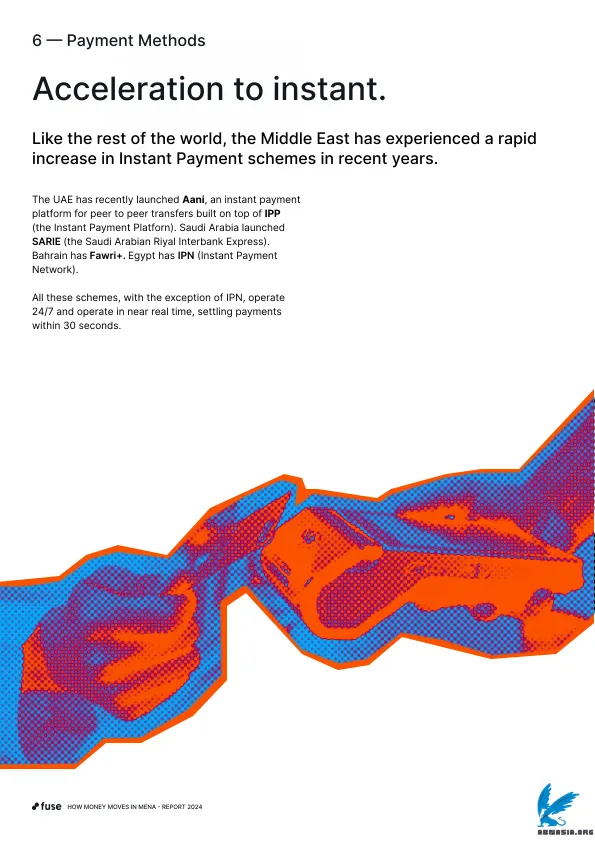 6 — Payment Methods
Acceleration to instant.
Like the rest of the world, the Middle East has experienced a rapid
increase in Instant Payment schemes in recent years.
The UAE has recently launched Aani, an instant payment
platform for peer to peer transfers built on top of IPP
(the Instant Payment Platforn). Saudi Arabia launched
SARIE (the Saudi Arabian Riyal Interbank Express).
Bahrain has Fawri+. Egypt has IPN (Instant Payment
Network).
All these schemes, with the exception of IPN, operate
24/7 and operate in near real time, settling payments
within 30 seconds.
fuse HOW MONEY MOVES IN MENA - REPORT 2024
ABNASIA.ORG